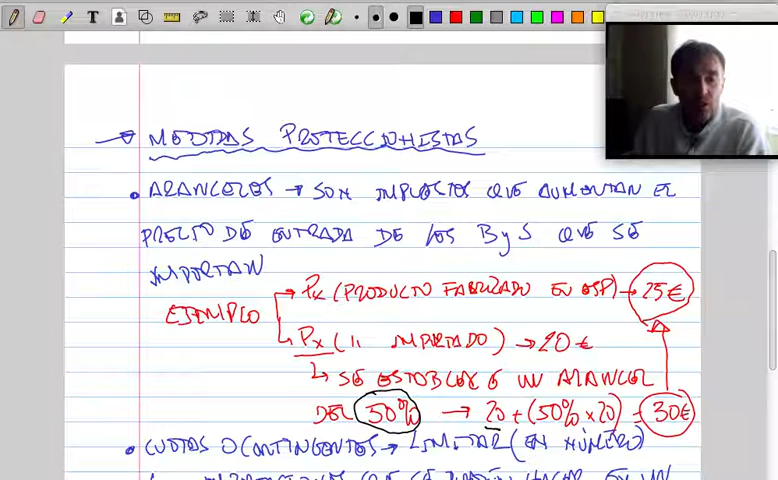 MEDIDAS PROTECCIONISTAS
• ARANCELES → SON IMPUESTOS QUE AUMENTAN EL
PRECIO DE ENTRADA DE LOS B y S QUE SE
IMPORTAN
EJEMPLO
Px (PRODUCTO FABRICADO EN ESP) → 25€
Px ( " IMPORTADO ) → 20 €
↳ SE ESTABLECE UN ARANCEL
DEL 50% → 20 + (50% x 20) = 30€
• CUOTAS O CONTINGENTES → LIMITAR (EN NÚMERO)